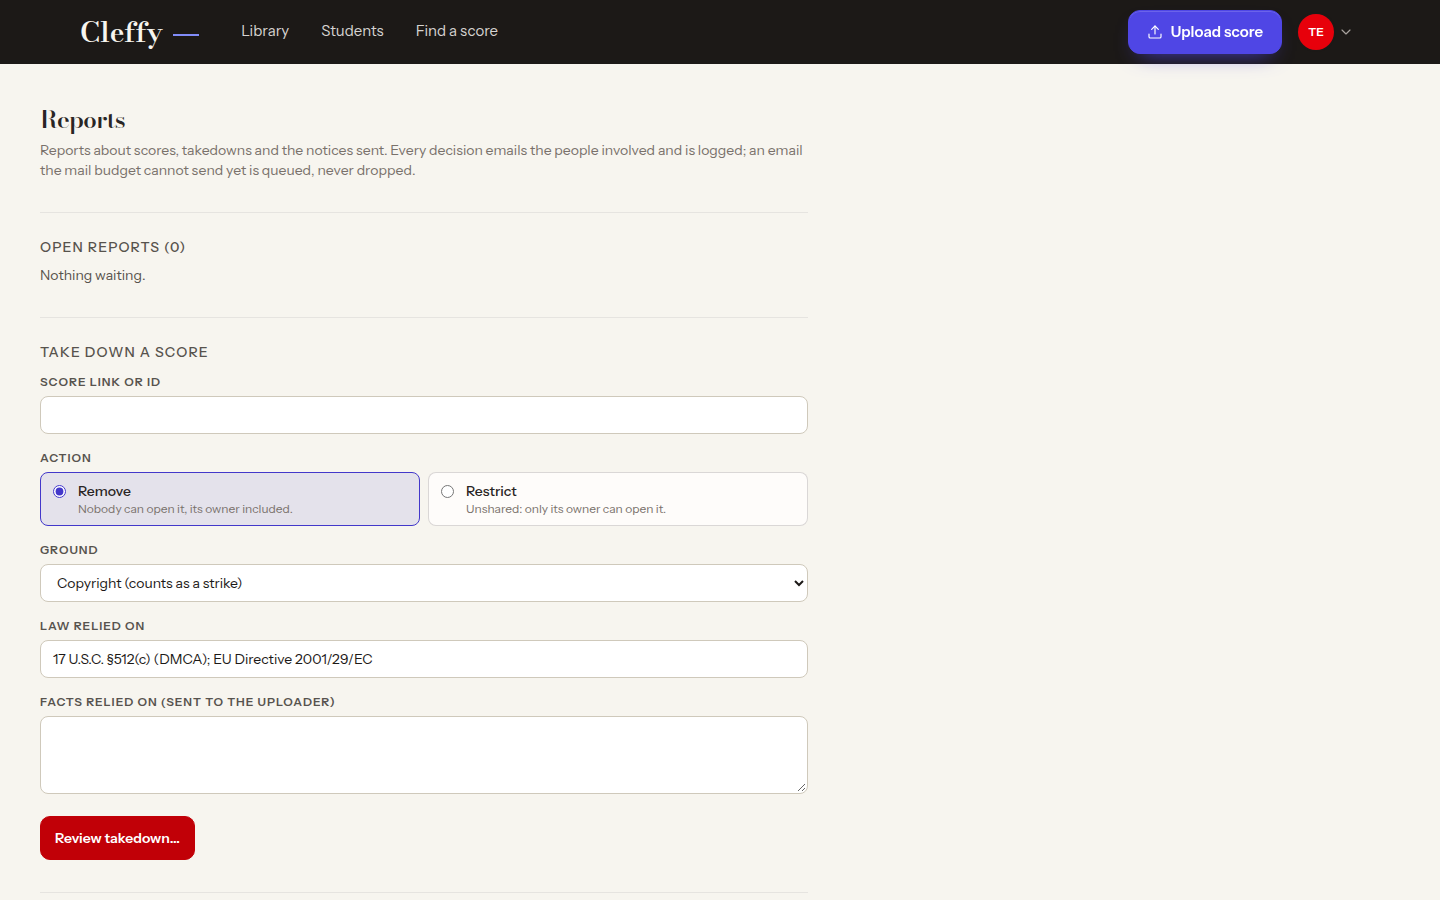 Cleffy
Library
Students
Find a score
Upload score
TE
Reports
Reports about scores, takedowns and the notices sent. Every decision emails the people involved and is logged; an email
the mail budget cannot send yet is queued, never dropped.
OPEN REPORTS (0)
Nothing waiting.
TAKE DOWN A SCORE
SCORE LINK OR ID
ACTION
Remove
Nobody can open it, its owner included.
Restrict
Unshared: only its owner can open it.
GROUND
Copyright (counts as a strike)
LAW RELIED ON
17 U.S.C. §512(c) (DMCA); EU Directive 2001/29/EC
FACTS RELIED ON (SENT TO THE UPLOADER)
Review takedown...